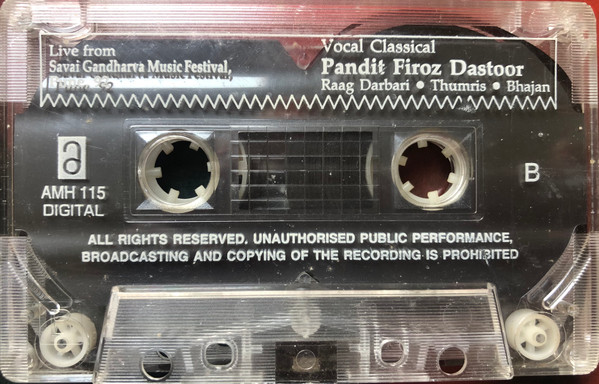 Live from
Savai Gandharva Music Festival,
Vocal Classical
Pandit Firoz Dastoor
Raag Darbari • Thumris • Bhajan
AMH 115
DIGITAL
B
ALL RIGHTS RESERVED. UNAUTHORISED PUBLIC PERFORMANCE,
BROADCASTING AND COPYING OF THE RECORDING IS PROHIBITED